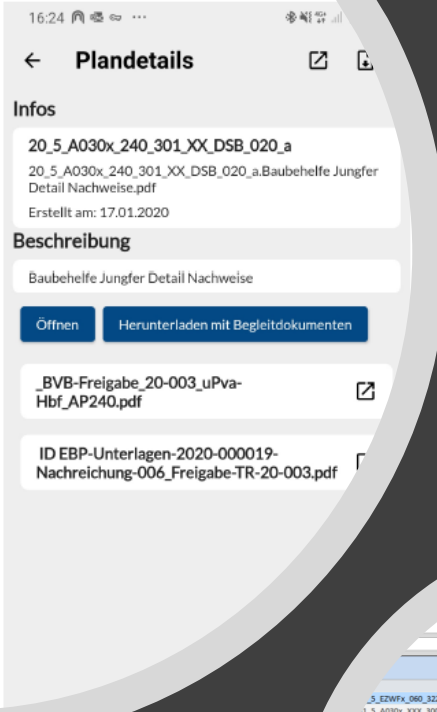 16:24
Plandetails
Infos
20_5_A030x_240_301_XX_DSB_020_a
20_5_A030x_240_301_XX_DSB_020_a.Baubehelfe Jungfer
Detail Nachweise.pdf
Erstellt am: 17.01.2020
Beschreibung
Baubehelfe Jungfer Detail Nachweise
Öffnen
Herunterladen mit Begleitdokumenten
_BVB-Freigabe_20-003_uPva-
Hbf_AP240.pdf
ID EBP-Unterlagen-2020-000019-
Nachreichung-006_Freigabe-TR-20-003.pdf